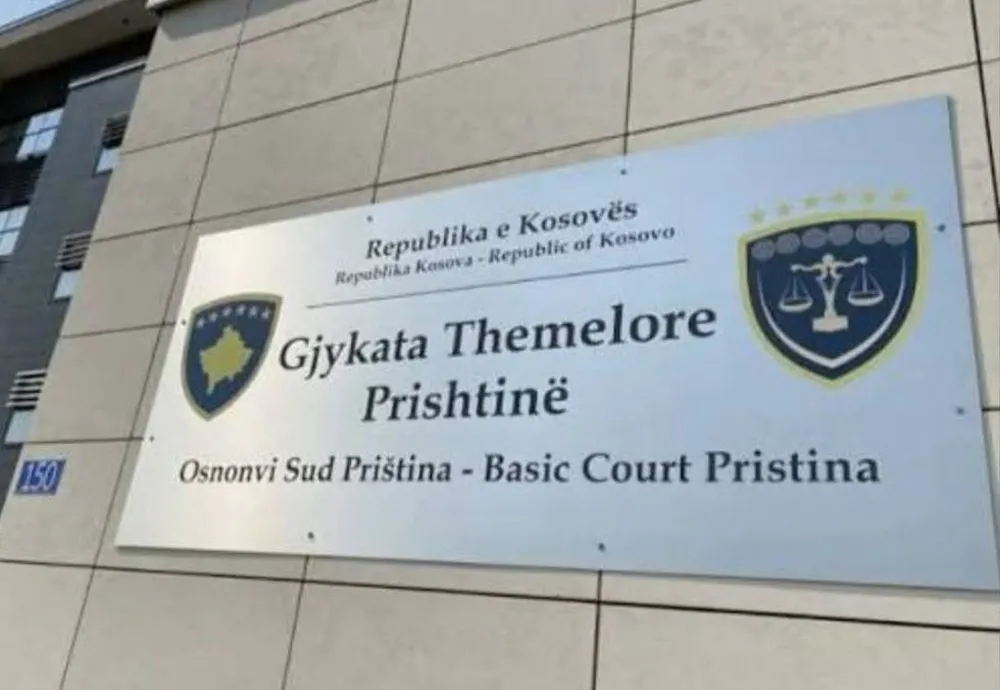 Republika e Kosovës
Republika Kosova - Republic of Kosovo
Gjykata Themelore
Prishtinë
Osnonvi Sud Priština - Basic Court Pristina
150